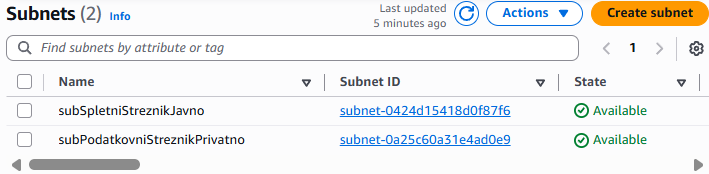 Subnets (2) Info
Last updated
5 minutes ago
Actions
Create subnet
Find subnets by attribute or tag
1
Name Subnet ID State
subSpletniStreznikJavno subnet-0424d15418d0f87f6 Available
subPodatkovniStreznikPrivatno subnet-0a25c60a31e4ad0e9 Available